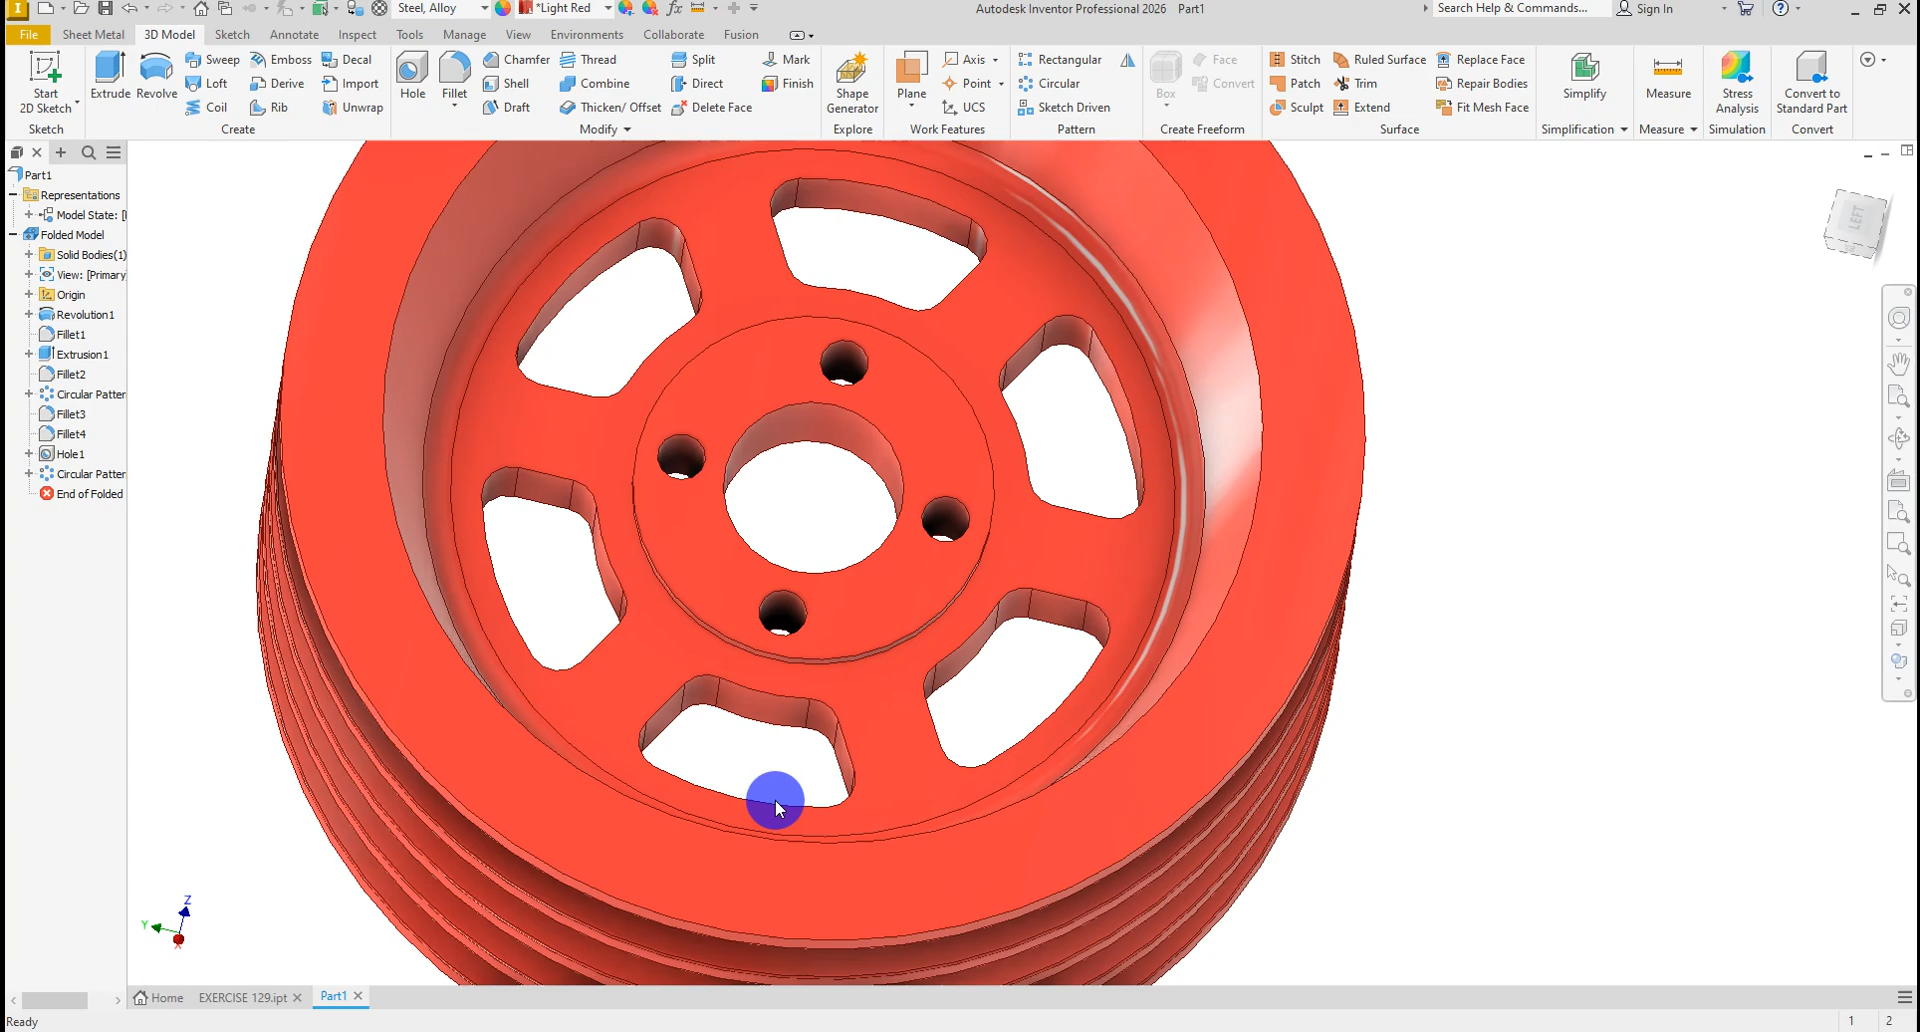 Steel, Alloy
*Light Red
fx
Autodesk Inventor Professional 2026 Part1
Search Help & Commands...
Sign In
File
Sheet Metal
3D Model
Sketch
Annotate
Inspect
Tools
Manage
View
Environments
Collaborate
Fusion
Start
2D Sketch
Sketch
Extrude
Revolve
Sweep
Loft
Coil
Emboss
Derive
Rib
Decal
Import
Unwrap
Create
Hole
Fillet
Chamfer
Shell
Draft
Thread
Combine
Thicken/ Offset
Split
Direct
Delete Face
Mark
Finish
Modify
Shape
Generator
Explore
Plane
Axis
Point
UCS
Work Features
Rectangular
Circular
Sketch Driven
Pattern
Box
Face
Convert
Create Freeform
Stitch
Patch
Sculpt
Ruled Surface
Trim
Extend
Replace Face
Repair Bodies
Fit Mesh Face
Surface
Simplify
Simplification
Measure
Measure
Stress
Analysis
Simulation
Convert to
Standard Part
Convert
Part1
Representations
Model State: [
Folded Model
Solid Bodies(1)
View: [Primary
Origin
Revolution1
Fillet1
Extrusion1
Fillet2
Circular Patter
Fillet3
Fillet4
Hole1
Circular Patter
End of Folded
LEFT
Z
Y
X
Home
EXERCISE 129.ipt
Part1
Ready
1
2